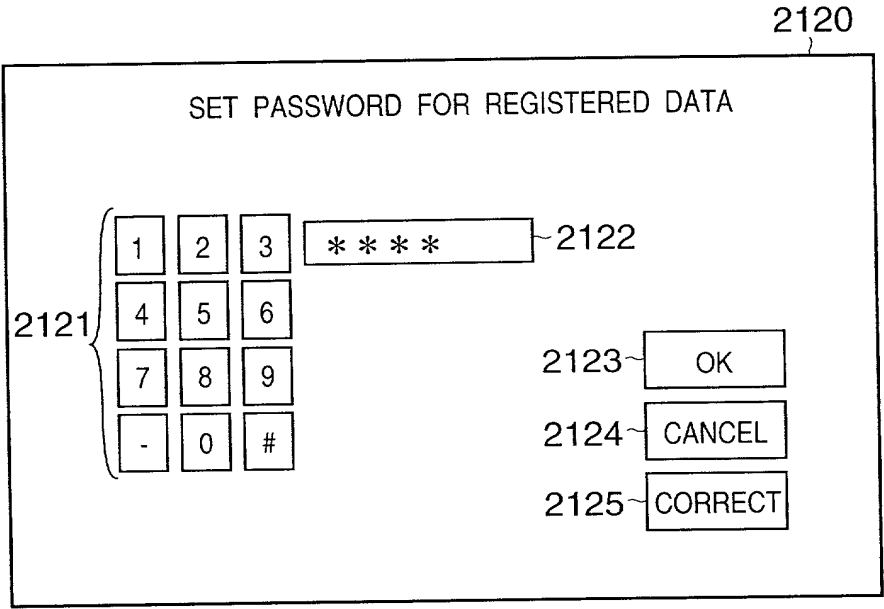 2120
SET PASSWORD FOR REGISTERED DATA
1 2 3 **** 2122
4 5 6
2121
7 8 9
- 0 #
2123 OK
2124 CANCEL
2125 CORRECT